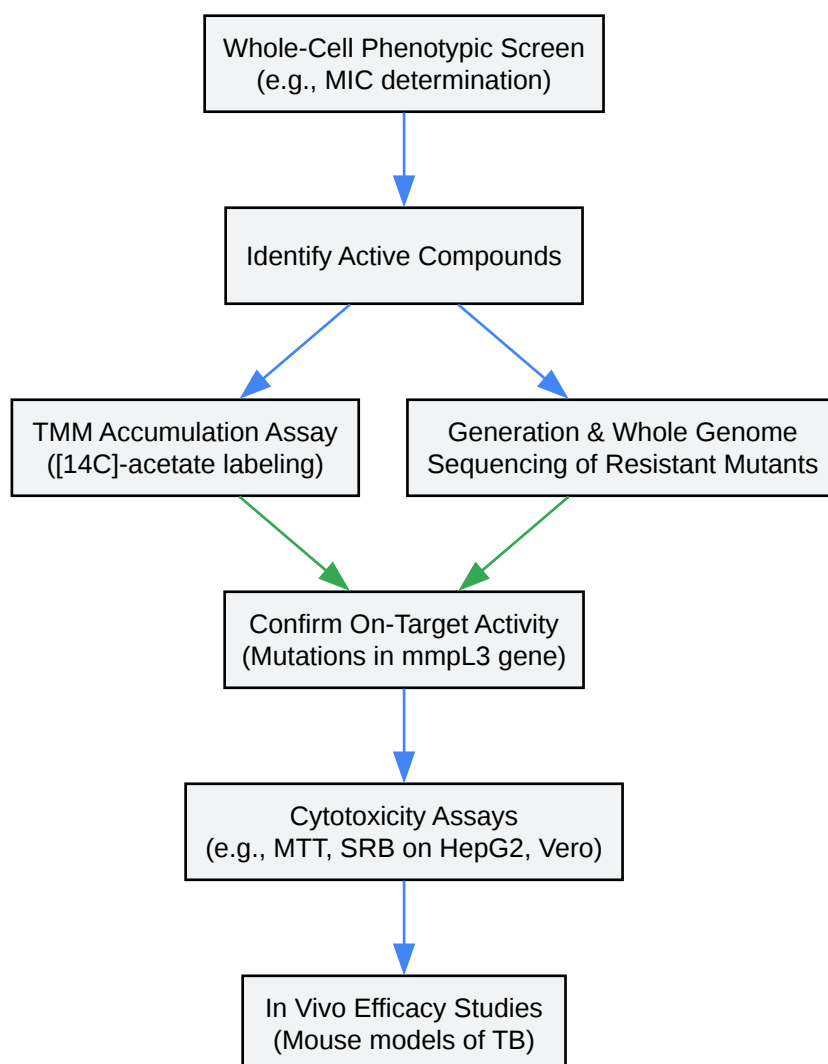 Whole-Cell Phenotypic Screen
(e.g., MIC determination)
Identify Active Compounds
TMM Accumulation Assay
([14C]-acetate labeling)
Generation & Whole Genome
Sequencing of Resistant Mutants
Confirm On-Target Activity
(Mutations in mmpL3 gene)
Cytotoxicity Assays
(e.g., MTT, SRB on HepG2, Vero)
In Vivo Efficacy Studies
(Mouse models of TB)